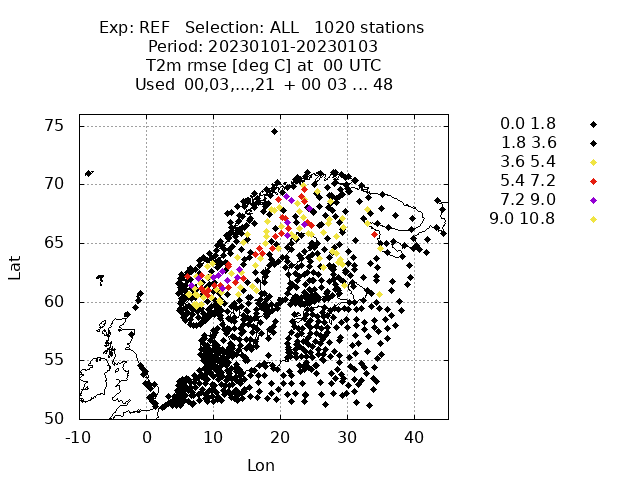 Exp: REF   Selection: ALL   1020 stations
Period: 20230101-20230103
T2m rmse [deg C] at  00 UTC
Used  00,03,...,21  + 00 03 ... 48
0.0 1.8
1.8 3.6
3.6 5.4
5.4 7.2
7.2 9.0
9.0 10.8
75
70
65
60
55
50
Lat
-10 0 10 20 30 40
Lon